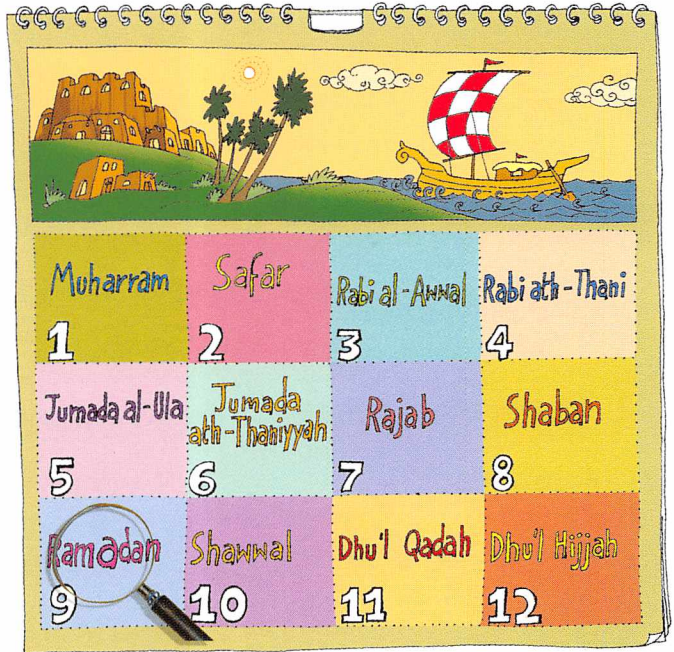 Muharram
1
Safar
2
Rabi al-Awwal
3
Rabi ath-Thani
4
Jumada al-Ula
5
Jumada
ath-Thaniyyah
6
Rajab
7
Shaban
8
Ramadan
9
Shawwal
10
Dhu'l Qadah
11
Dhu'l Hijjah
12